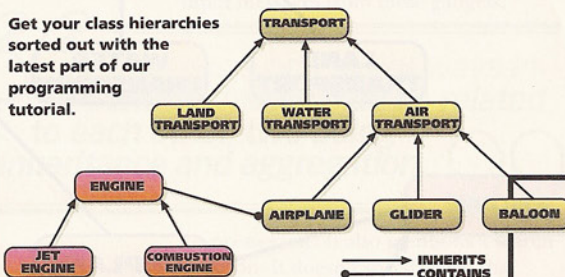 Get your class hierarchies
sorted out with the
latest part of our
programming
tutorial.
TRANSPORT
LAND
TRANSPORT
WATER
TRANSPORT
AIR
TRANSPORT
ENGINE
AIRPLANE
GLIDER
BALOON
JET
ENGINE
COMBUSTION
ENGINE
INHERITS
CONTAINS